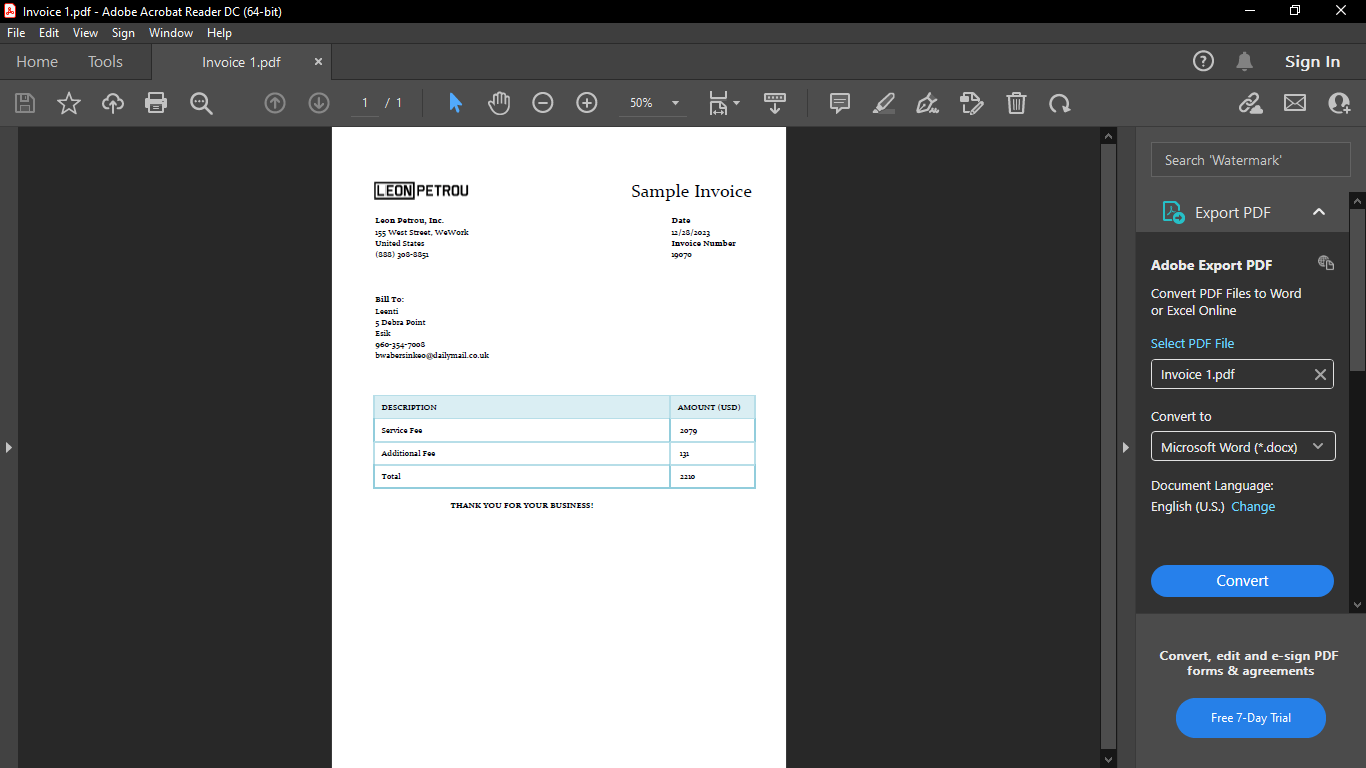 Invoice 1.pdf - Adobe Acrobat Reader DC (64-bit)
File Edit View Sign Window Help
Home Tools Invoice 1.pdf Sign In
1 / 1 50%
LEONPETROU
Sample Invoice
Leon Petrou, Inc.
155 West Street, WeWork
United States
(888) 308-8851
Date
12/28/2023
Invoice Number
19070
Bill To:
Leenti
5 Debra Point
Esik
960-354-7008
bwabersinkeo@dailymail.co.uk
DESCRIPTION AMOUNT (USD)
Service Fee 2079
Additional Fee 131
Total 2210
THANK YOU FOR YOUR BUSINESS!
Search 'Watermark'
Export PDF
Adobe Export PDF
Convert PDF Files to Word
or Excel Online
Select PDF File
Invoice 1.pdf
Convert to
Microsoft Word (*.docx)
Document Language:
English (U.S.) Change
Convert
Convert, edit and e-sign PDF
forms & agreements
Free 7-Day Trial